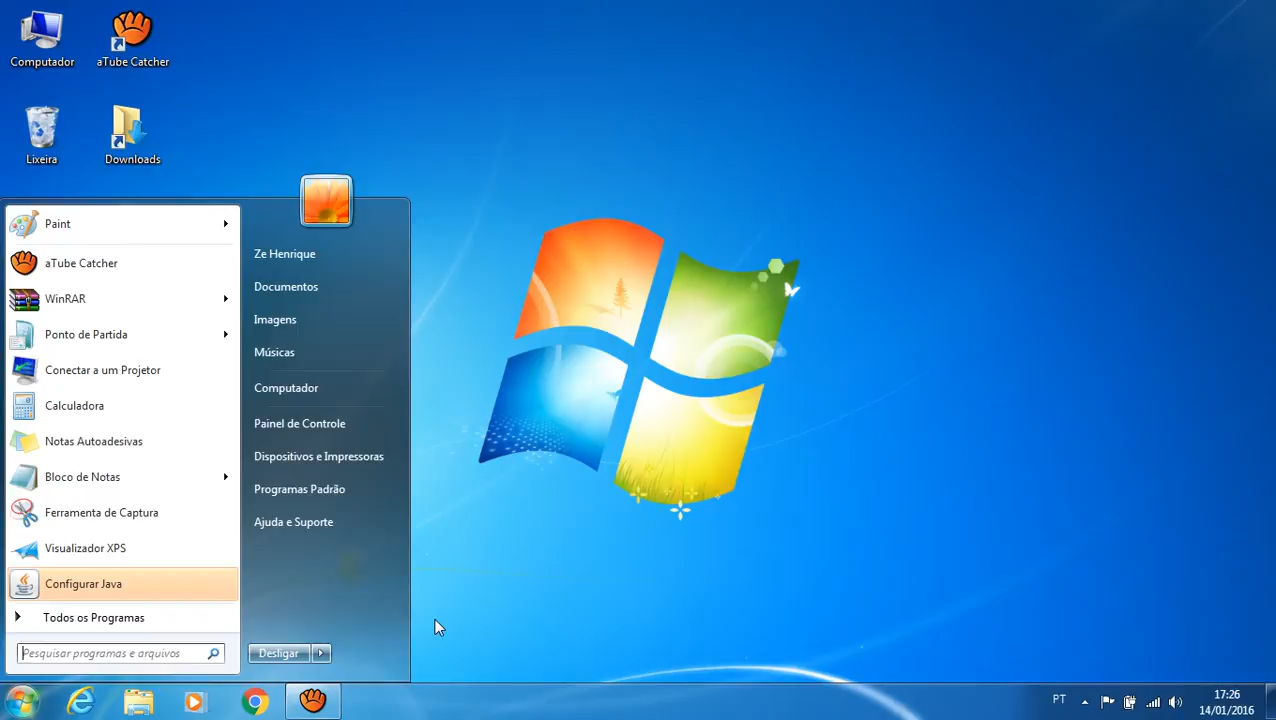 Computador
aTube Catcher
Lixeira
Downloads
Paint
aTube Catcher
WinRAR
Ponto de Partida
Conectar a um Projetor
Calculadora
Notas Autoadesivas
Bloco de Notas
Ferramenta de Captura
Visualizador XPS
Configurar Java
Todos os Programas
Pesquisar programas e arquivos
Ze Henrique
Documentos
Imagens
Músicas
Computador
Painel de Controle
Dispositivos e Impressoras
Programas Padrão
Ajuda e Suporte
Desligar
PT
17:26
14/01/2016